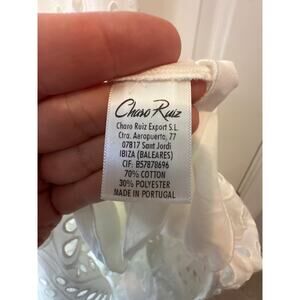 Charo Ruiz
Charo Ruiz Export S.L.
Ctra. Aeropuerto, 77
07817 Sant Jordi
IBIZA (BALEARES)
CIF: B57878696
70% COTTON
30% POLYESTER
MADE IN PORTUGAL